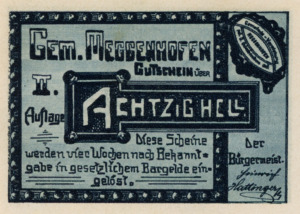 Gem. Meggenhofen
Gutschein über
II.
Auflage
Achtzig Hell
Diese Scheine
werden vier Wochen nach Bekannt=
gabe in gesetzlichem Bargelde ein=
gelöst.
Der
Bürgermeist.
Heinrich